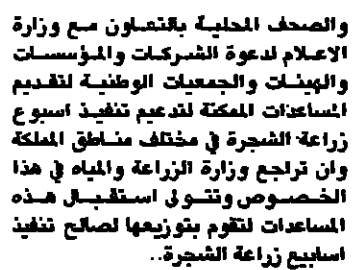 والصحف المحلية بالتعاون مع وزارة
الاعلام لدعوة الشركات والمؤسسات
والهيئات والجمعيات الوطنية لتقديم
المساعدات الممكنة لتدعيم تنفيذ اسبوع
زراعة الشجرة في مختلف مناطق المملكة
وان تراجع وزارة الزراعة والمياه في هذا
الخصوص وتتولى استقبال هذه
المساعدات لتقوم بتوزيعها لصالح تنفيذ
اسابيع زراعة الشجرة..